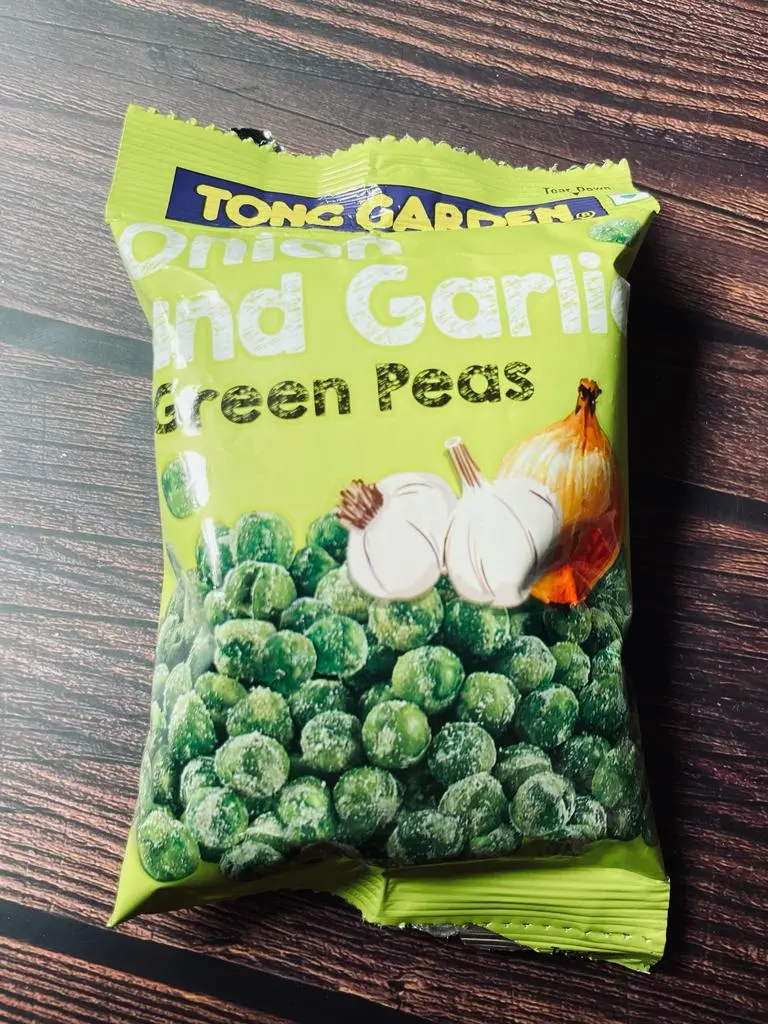 Tear Down
TONG GARDEN ®
Onion
and Garlic
Green Peas